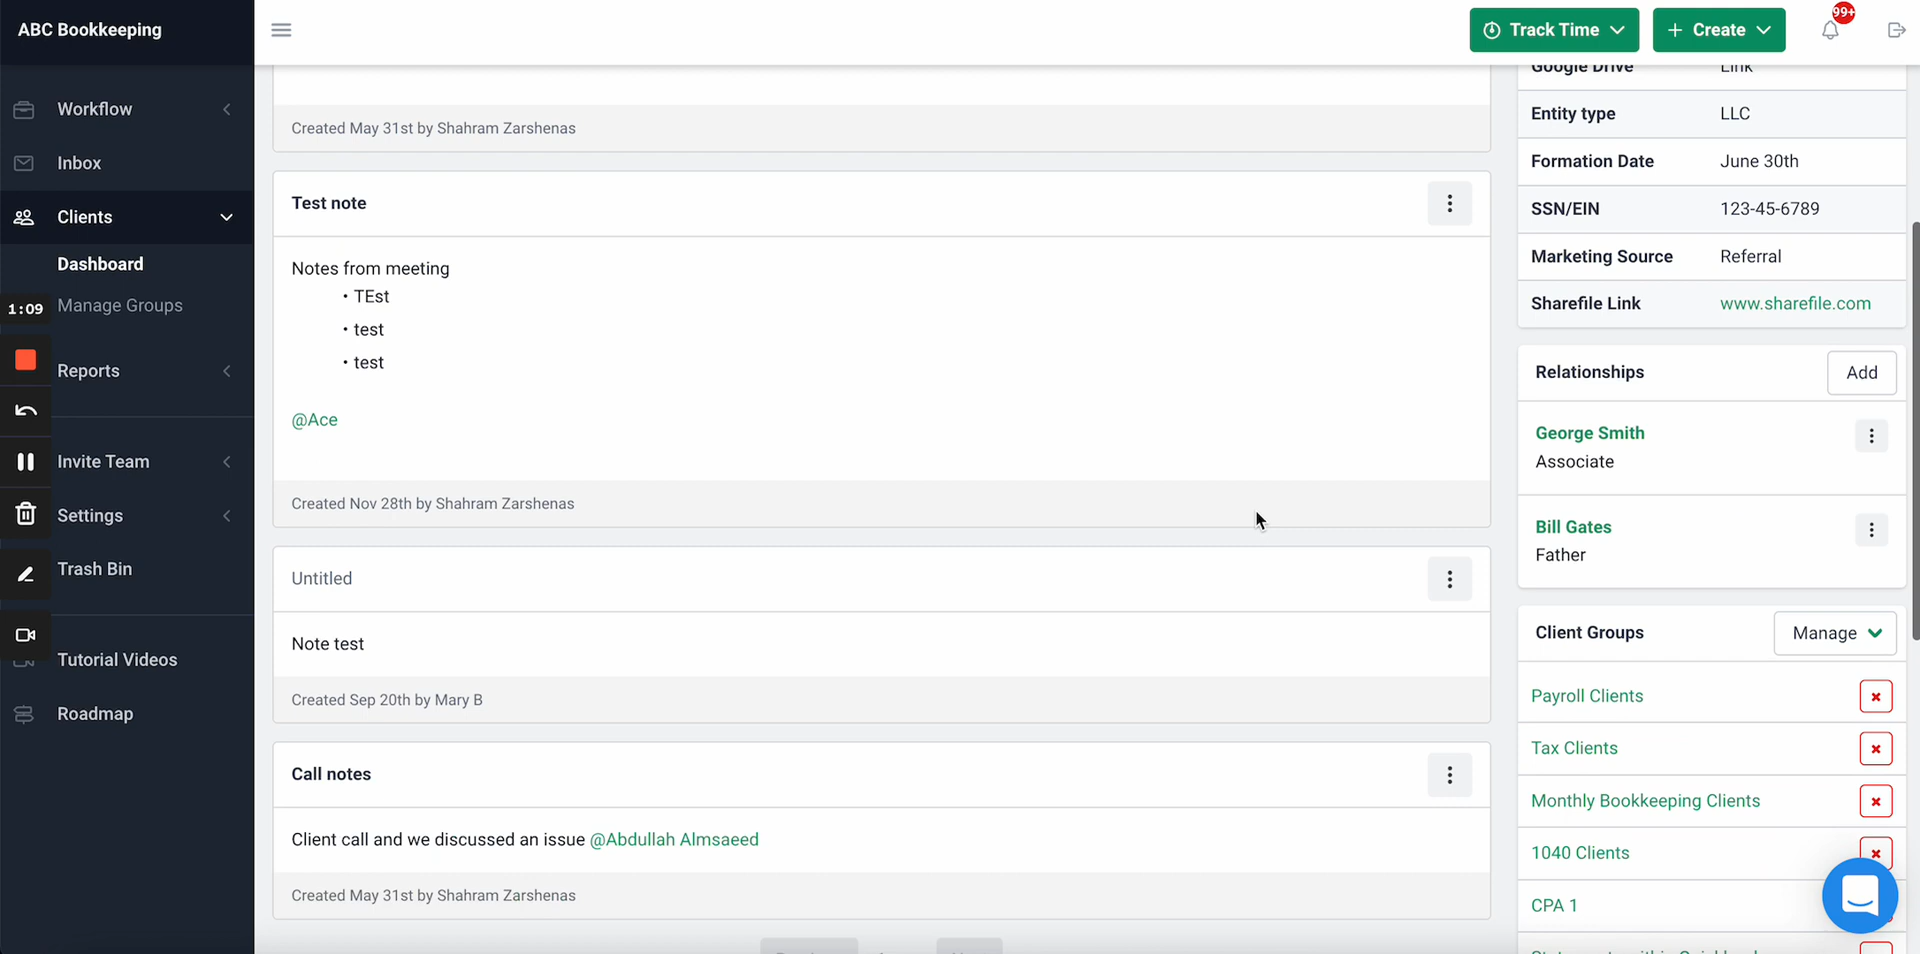 ABC Bookkeeping
Track Time
+ Create
99+
Workflow
Inbox
Clients
Dashboard
Manage Groups
1:09
Reports
Invite Team
Settings
Trash Bin
Tutorial Videos
Roadmap
Created May 31st by Shahram Zarshenas
Test note
Notes from meeting
• TEst
• test
• test
@Ace
Created Nov 28th by Shahram Zarshenas
Untitled
Note test
Created Sep 20th by Mary B
Call notes
Client call and we discussed an issue @Abdullah Almsaeed
Created May 31st by Shahram Zarshenas
Google Drive Link
Entity type LLC
Formation Date June 30th
SSN/EIN 123-45-6789
Marketing Source Referral
Sharefile Link www.sharefile.com
Relationships Add
George Smith
Associate
Bill Gates
Father
Client Groups Manage
Payroll Clients
Tax Clients
Monthly Bookkeeping Clients
1040 Clients
CPA 1